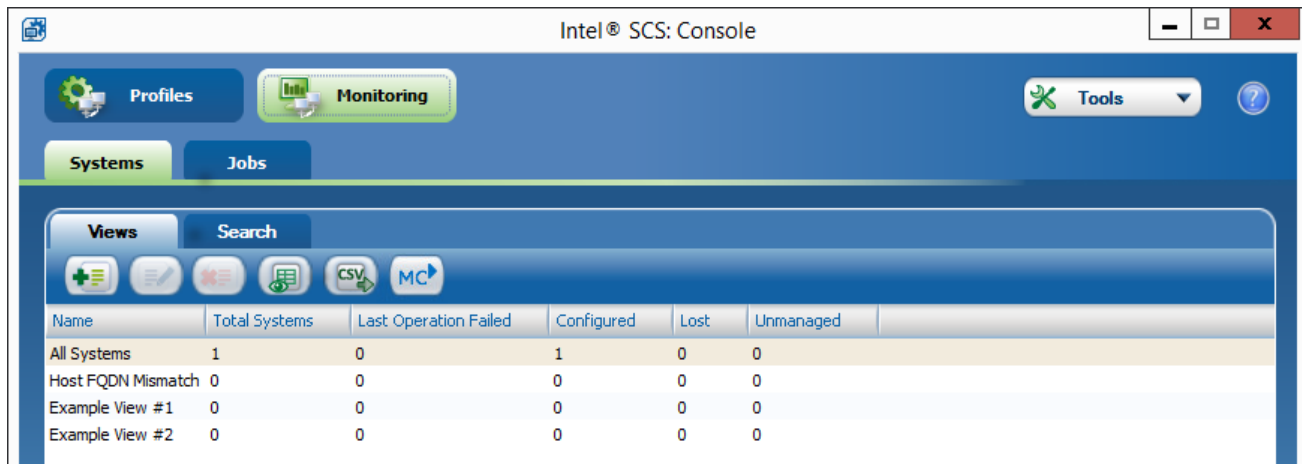 Intel® SCS: Console
Profiles
Monitoring
Tools
Systems
Jobs
Views
Search
CSV
MC
Name Total Systems Last Operation Failed Configured Lost Unmanaged
All Systems 1 0 1 0 0
Host FQDN Mismatch 0 0 0 0 0
Example View #1 0 0 0 0 0
Example View #2 0 0 0 0 0